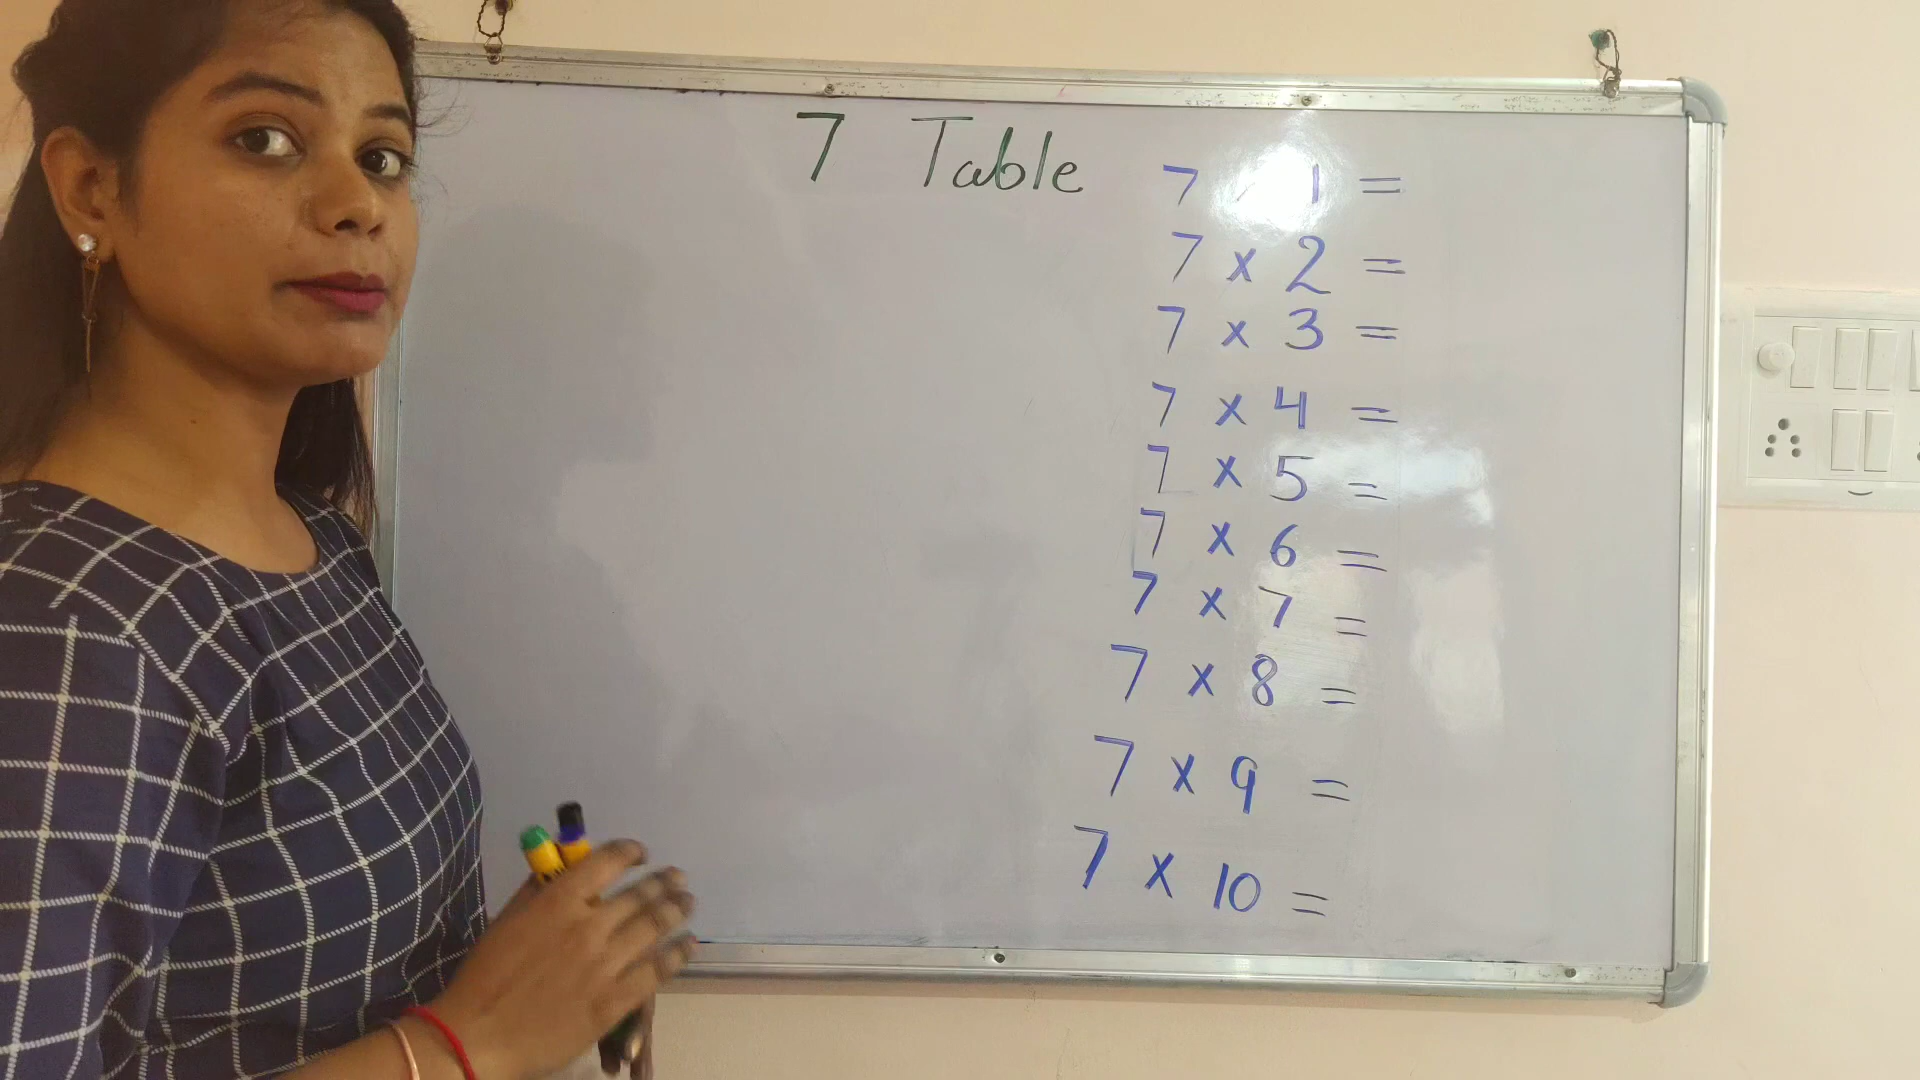 7 Table
7 × 1 =
7 × 2 =
7 × 3 =
7 × 4 =
7 × 5 =
7 × 6 =
7 × 7 =
7 × 8 =
7 × 9 =
7 × 10 =